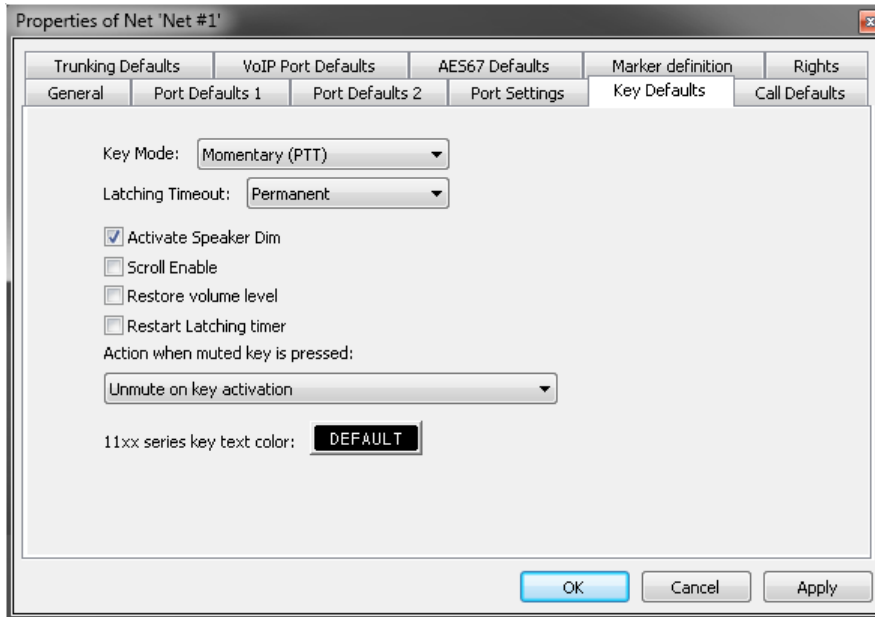 Properties of Net 'Net #1'
x
Trunking Defaults VoIP Port Defaults AES67 Defaults Marker definition Rights
General Port Defaults 1 Port Defaults 2 Port Settings Key Defaults Call Defaults
Key Mode: Momentary (PTT)
Latching Timeout: Permanent
Activate Speaker Dim
Scroll Enable
Restore volume level
Restart Latching timer
Action when muted key is pressed:
Unmute on key activation
11xx series key text color: DEFAULT
OK Cancel Apply